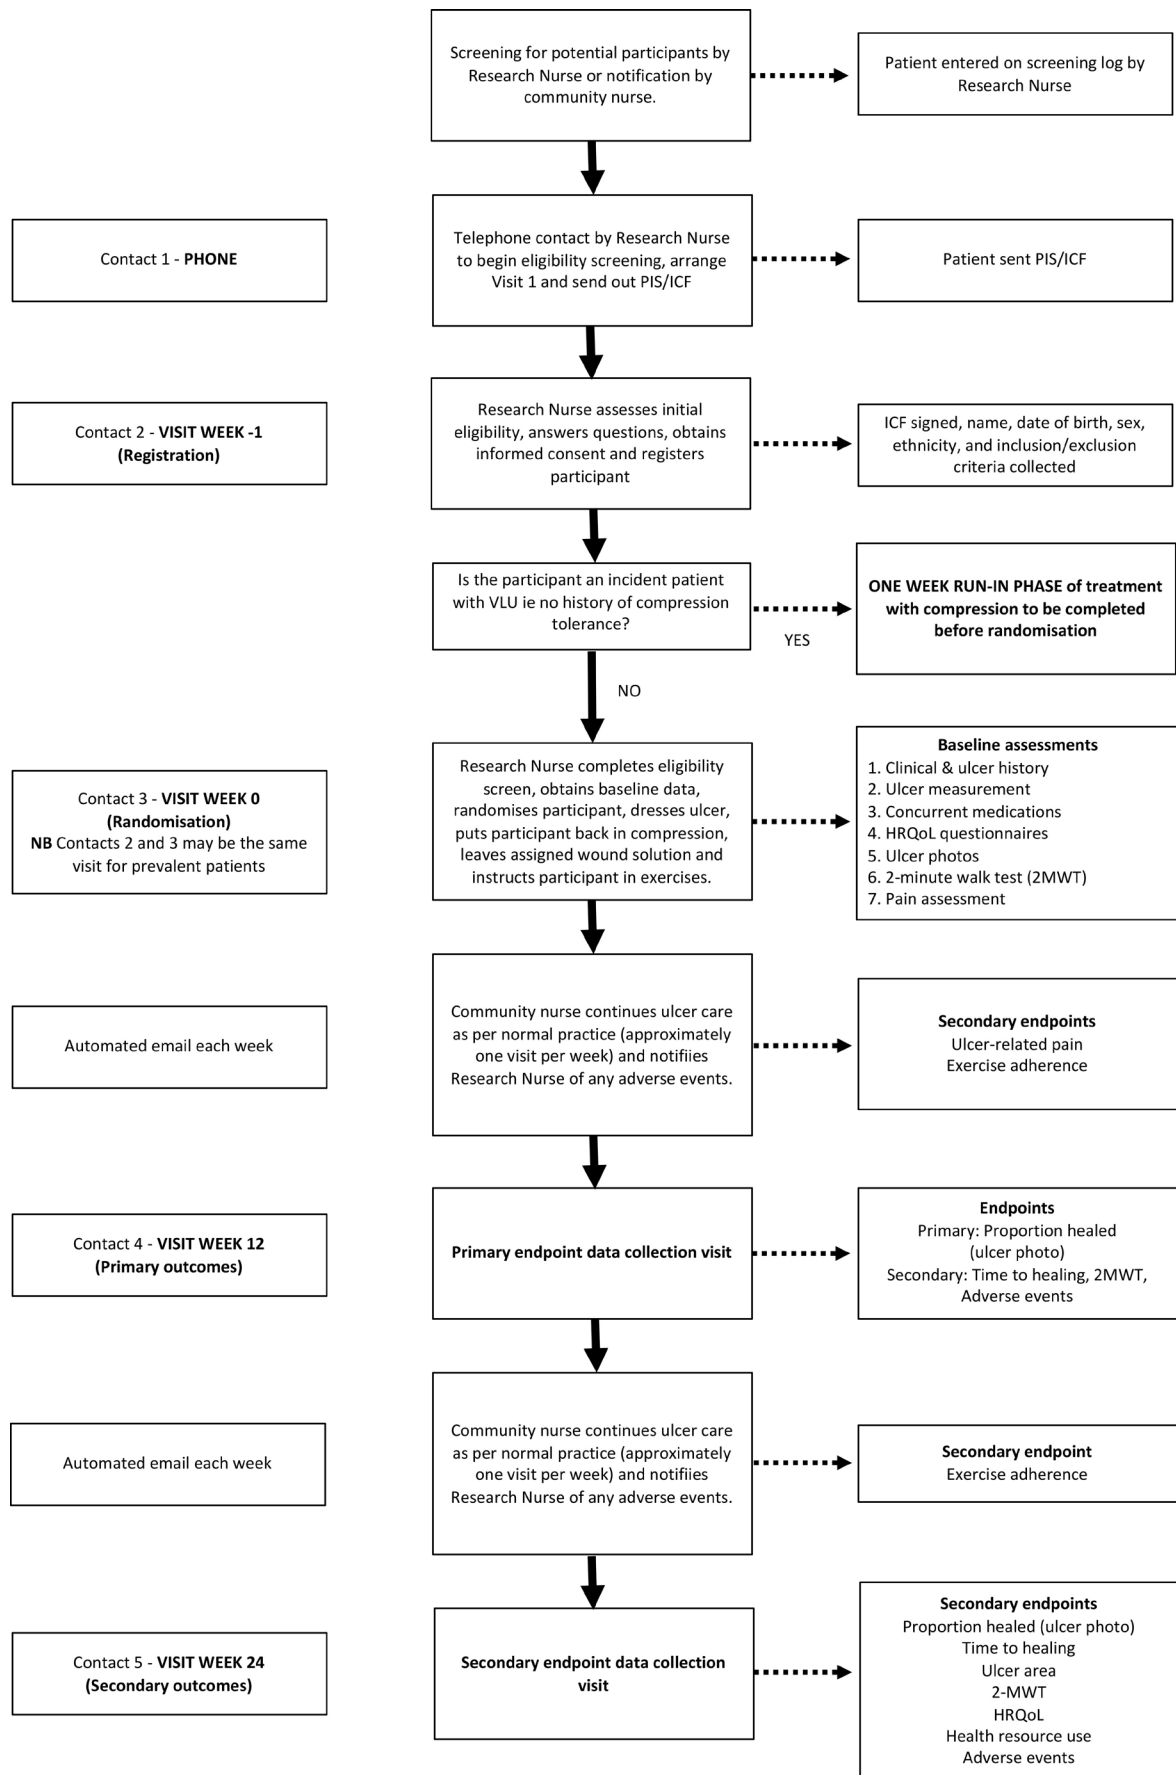 Screening for potential participants by
Research Nurse or notification by
community nurse.
Patient entered on screening log by
Research Nurse
Contact 1 - PHONE
Telephone contact by Research Nurse
to begin eligibility screening, arrange
Visit 1 and send out PIS/ICF
Patient sent PIS/ICF
Contact 2 - VISIT WEEK -1
(Registration)
Research Nurse assesses initial
eligibility, answers questions, obtains
informed consent and registers
participant
ICF signed, name, date of birth, sex,
ethnicity, and inclusion/exclusion
criteria collected
Is the participant an incident patient
with VLU ie no history of compression
tolerance?
YES
ONE WEEK RUN-IN PHASE of treatment
with compression to be completed
before randomisation
NO
Contact 3 - VISIT WEEK 0
(Randomisation)
NB Contacts 2 and 3 may be the same
visit for prevalent patients
Research Nurse completes eligibility
screen, obtains baseline data,
randomises participant, dresses ulcer,
puts participant back in compression,
leaves assigned wound solution and
instructs participant in exercises.
Baseline assessments
1. Clinical & ulcer history
2. Ulcer measurement
3. Concurrent medications
4. HRQoL questionnaires
5. Ulcer photos
6. 2-minute walk test (2MWT)
7. Pain assessment
Automated email each week
Community nurse continues ulcer care
as per normal practice (approximately
one visit per week) and notifiies
Research Nurse of any adverse events.
Secondary endpoints
Ulcer-related pain
Exercise adherence
Contact 4 - VISIT WEEK 12
(Primary outcomes)
Primary endpoint data collection visit
Endpoints
Primary: Proportion healed
(ulcer photo)
Secondary: Time to healing, 2MWT,
Adverse events
Automated email each week
Community nurse continues ulcer care
as per normal practice (approximately
one visit per week) and notifiies
Research Nurse of any adverse events.
Secondary endpoint
Exercise adherence
Contact 5 - VISIT WEEK 24
(Secondary outcomes)
Secondary endpoint data collection
visit
Secondary endpoints
Proportion healed (ulcer photo)
Time to healing
Ulcer area
2-MWT
HRQoL
Health resource use
Adverse events